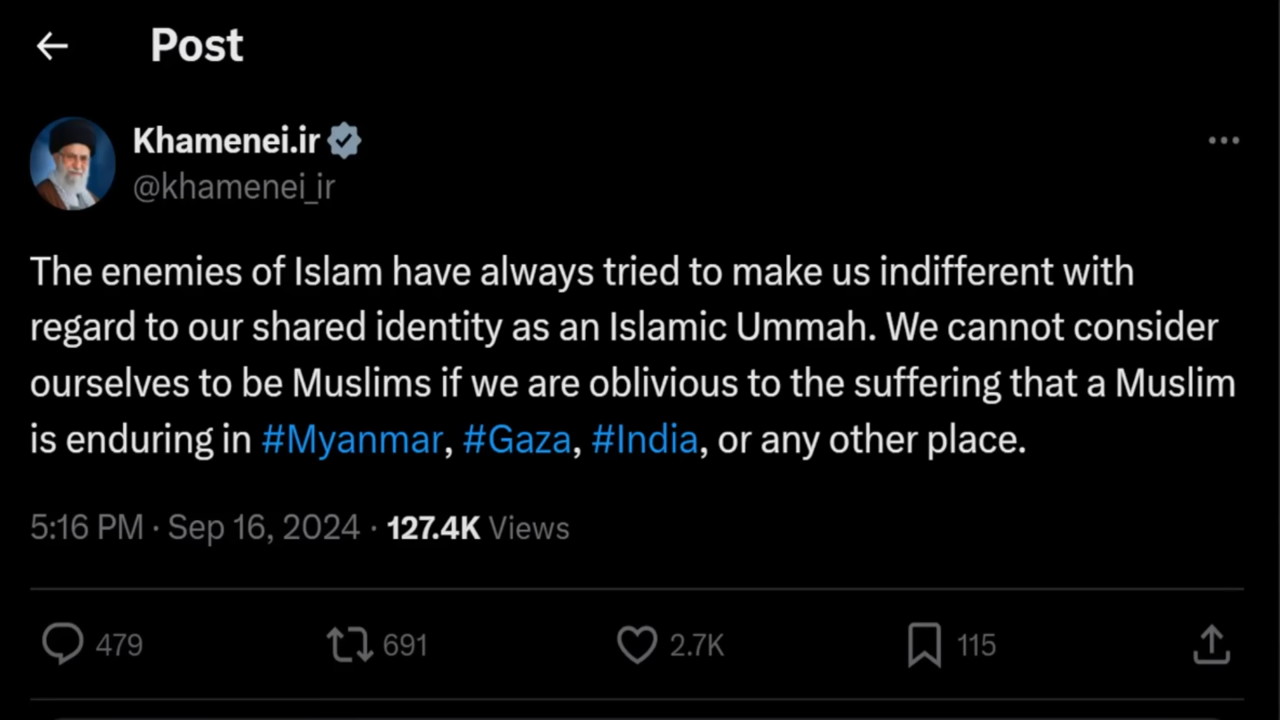 Post
Khamenei.ir
@khamenei_ir
The enemies of Islam have always tried to make us indifferent with
regard to our shared identity as an Islamic Ummah. We cannot consider
ourselves to be Muslims if we are oblivious to the suffering that a Muslim
is enduring in #Myanmar, #Gaza, #India, or any other place.
5:16 PM · Sep 16, 2024 · 127.4K Views
479 691 2.7K 115